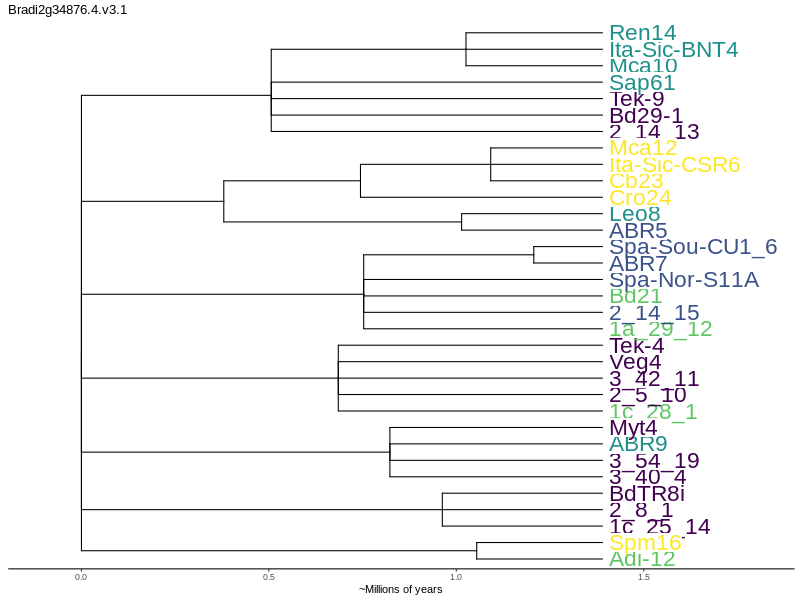 Bradi2g34876.4.v3.1
Ren14
Ita-Sic-BNT4
Mca10
Sap61
Tek-9
Bd29-1
2_14_13
Mca12
Ita-Sic-CSR6
Cb23
Cro24
Leo8
ABR5
Spa-Sou-CU1_6
ABR7
Spa-Nor-S11A
Bd21
2_14_15
1a_29_12
Tek-4
Veg4
3_42_11
2_5_10
1c_28_1
Myt4
ABR9
3_54_19
3_40_4
BdTR8i
2_8_1
1c_25_14
Spm16
Adi-12
0.0 0.5 1.0 1.5
~Millions of years